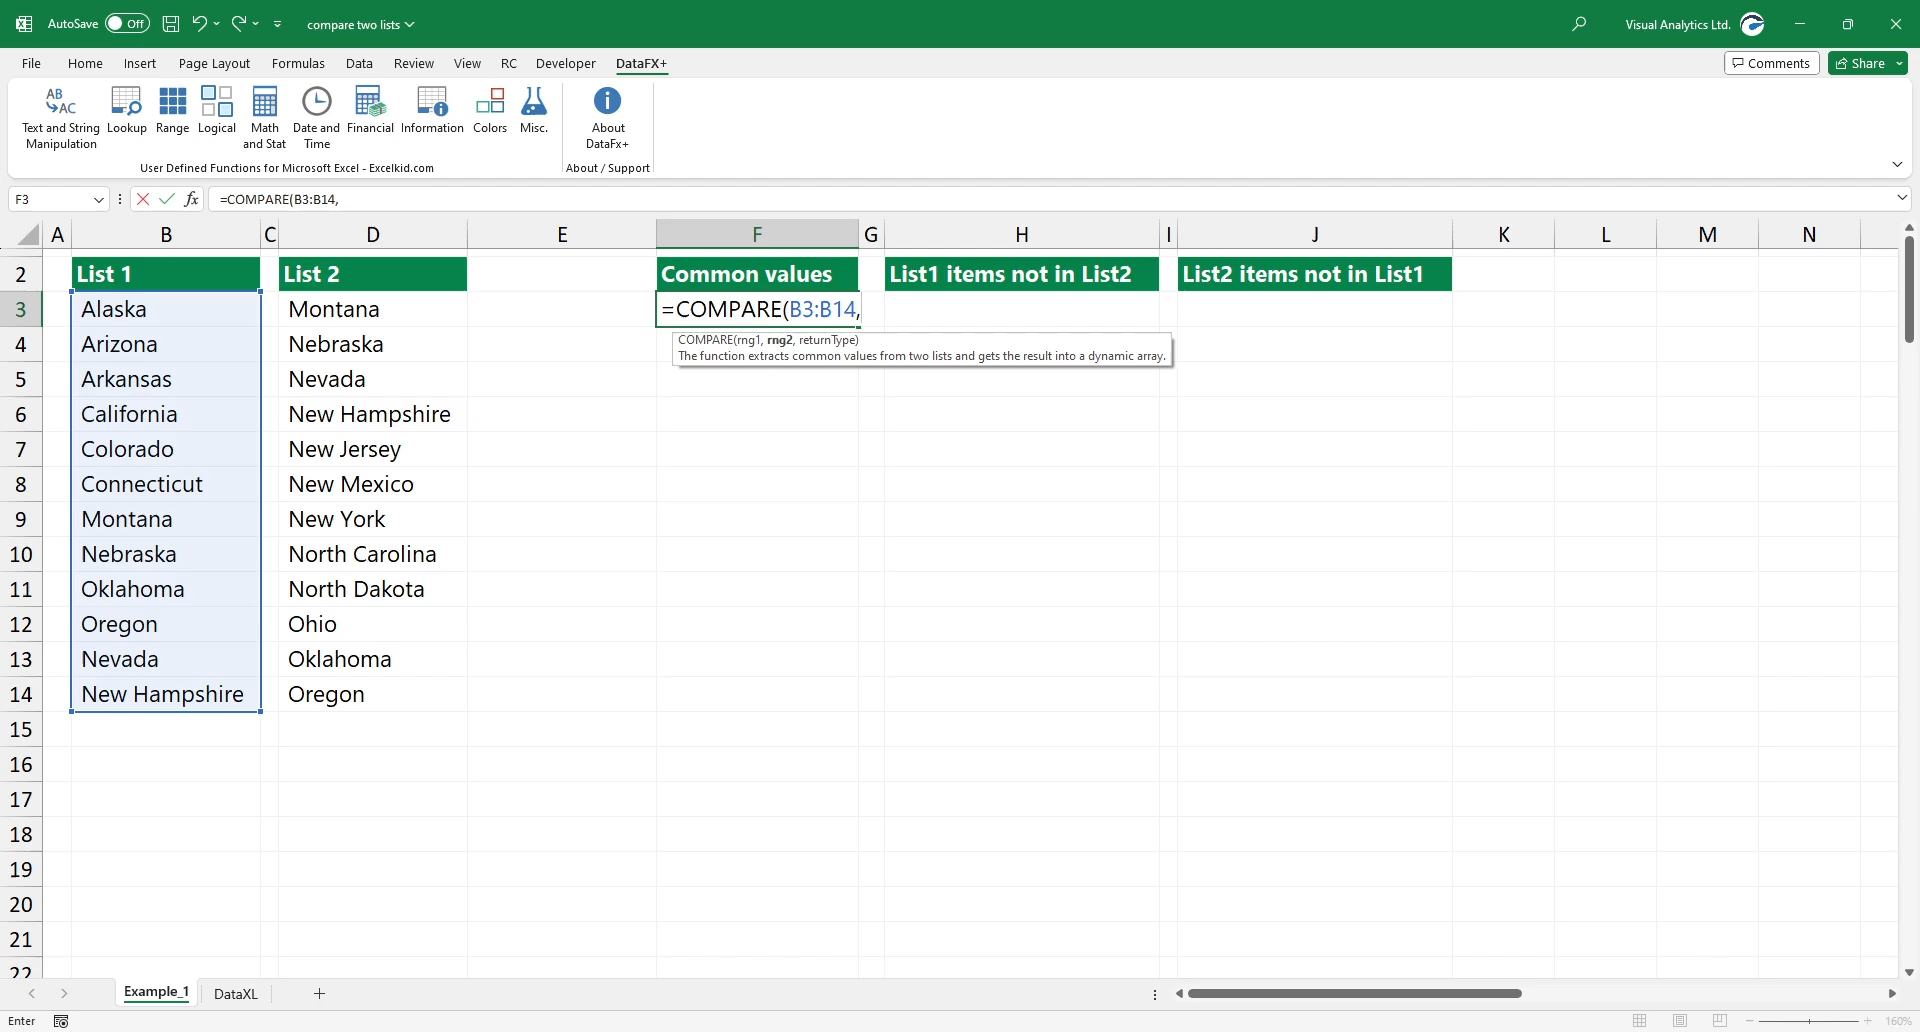 AutoSave Off compare two lists Visual Analytics Ltd.
File Home Insert Page Layout Formulas Data Review View RC Developer DataFX+ Comments Share
AB AC
Text and String Manipulation Lookup Range Logical Math and Stat Date and Time Financial Information Colors Misc. About DataFx+
User Defined Functions for Microsoft Excel - Excelkid.com About / Support
F3 fx =COMPARE(B3:B14,
A B C D E F G H I J K L M N
2 List 1 List 2 Common values List1 items not in List2 List2 items not in List1
3 Alaska Montana =COMPARE(B3:B14,
COMPARE(rng1, rng2, returnType)
4 Arizona Nebraska
The function extracts common values from two lists and gets the result into a dynamic array.
5 Arkansas Nevada
6 California New Hampshire
7 Colorado New Jersey
8 Connecticut New Mexico
9 Montana New York
10 Nebraska North Carolina
11 Oklahoma North Dakota
12 Oregon Ohio
13 Nevada Oklahoma
14 New Hampshire Oregon
15
16
17
18
19
20
21
22
Example_1 DataXL
Enter 160%